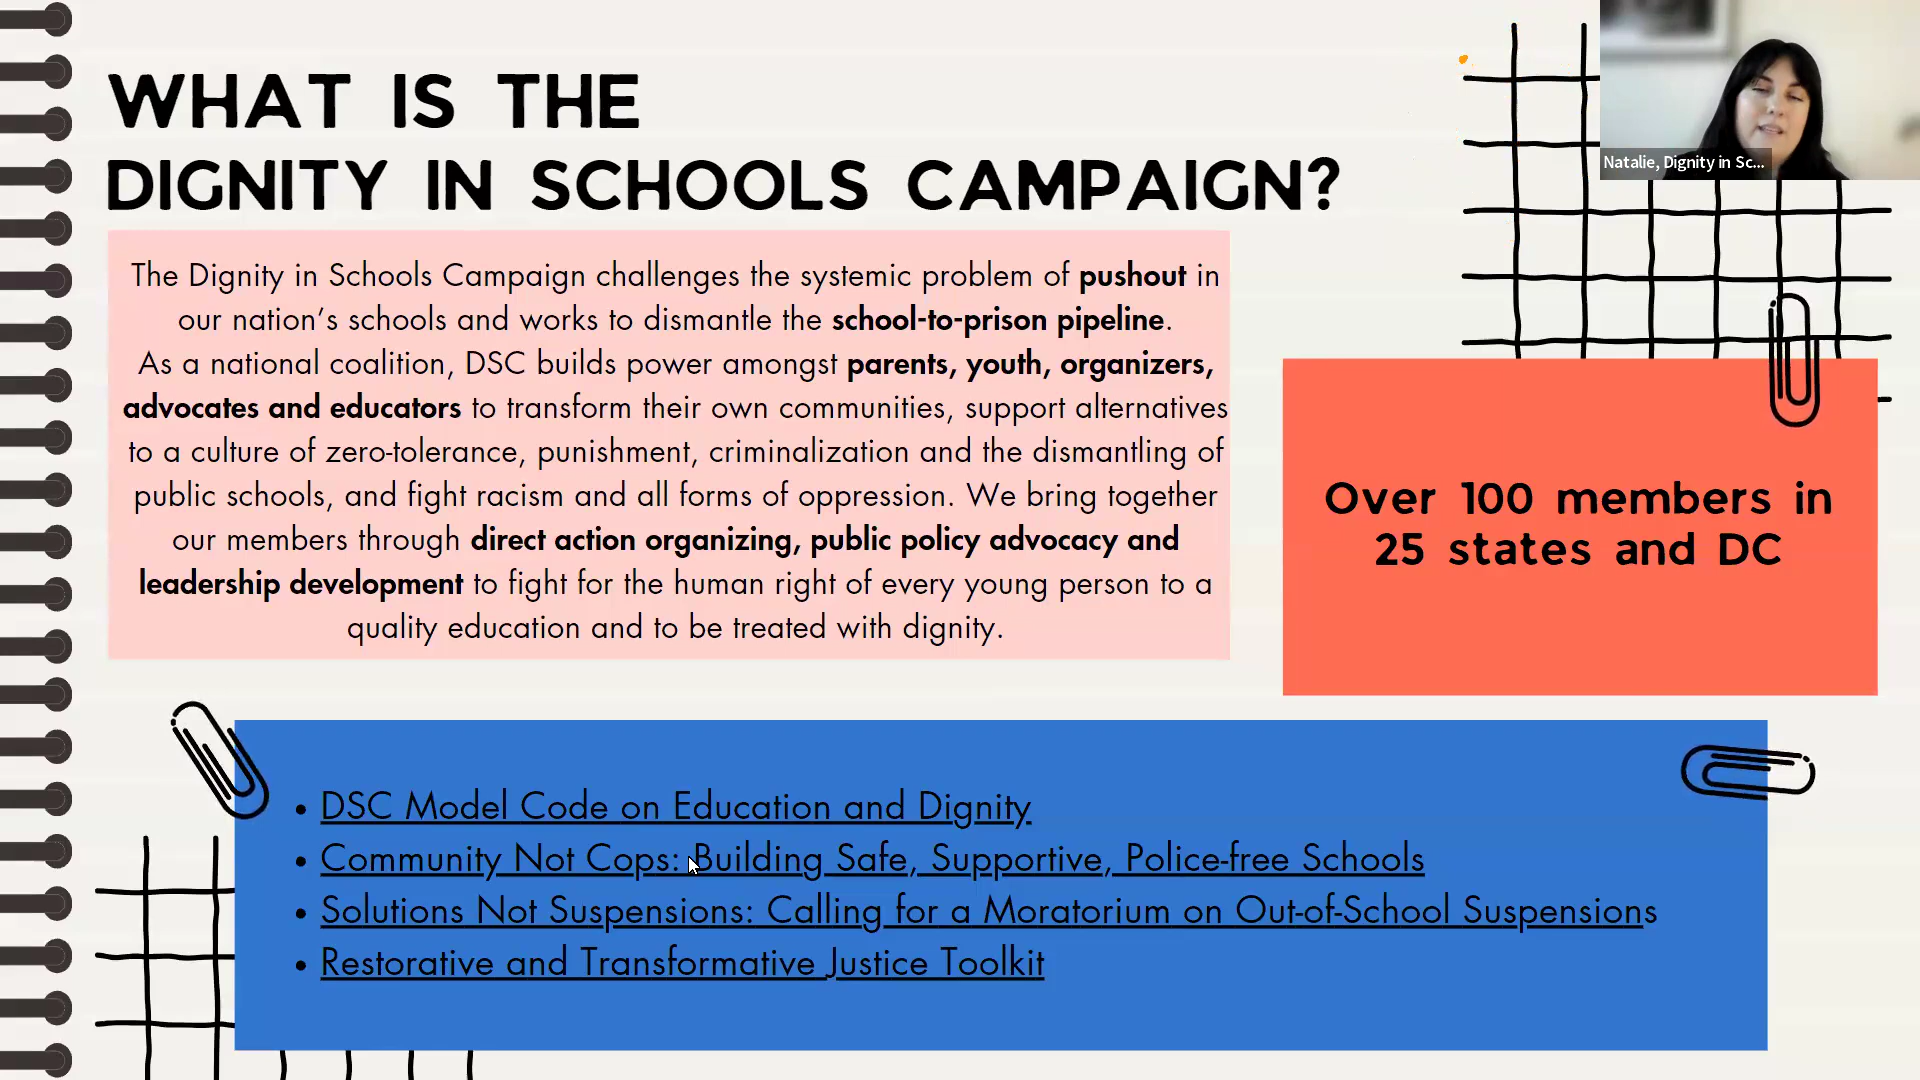 WHAT IS THE
DIGNITY IN SCHOOLS CAMPAIGN?
Natalie, Dignity in Sc...
The Dignity in Schools Campaign challenges the systemic problem of pushout in
our nation's schools and works to dismantle the school-to-prison pipeline.
As a national coalition, DSC builds power amongst parents, youth, organizers,
advocates and educators to transform their own communities, support alternatives
to a culture of zero-tolerance, punishment, criminalization and the dismantling of
public schools, and fight racism and all forms of oppression. We bring together
our members through direct action organizing, public policy advocacy and
leadership development to fight for the human right of every young person to a
quality education and to be treated with dignity.
Over 100 members in
25 states and DC
• DSC Model Code on Education and Dignity
• Community Not Cops: Building Safe, Supportive, Police-free Schools
• Solutions Not Suspensions: Calling for a Moratorium on Out-of-School Suspensions
• Restorative and Transformative Justice Toolkit